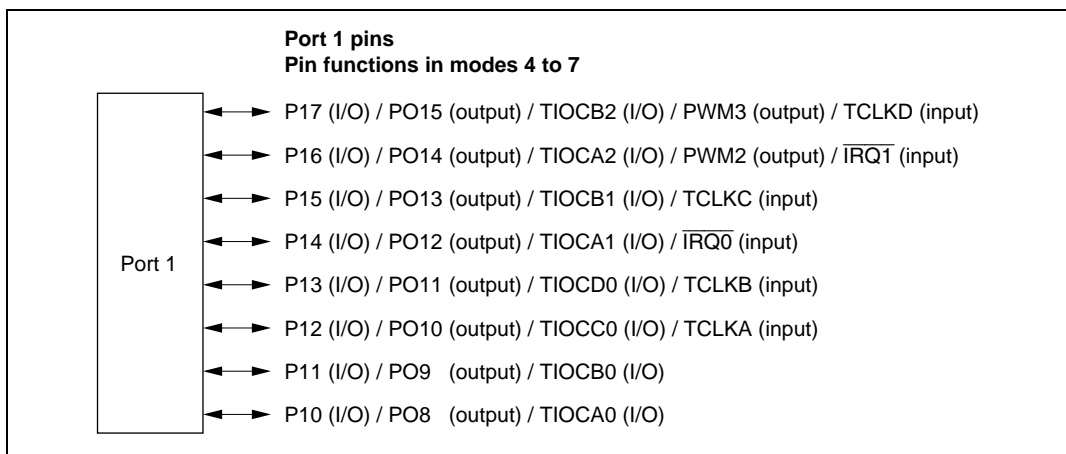 Port 1 pins
Pin functions in modes 4 to 7
P17 (I/O) / PO15 (output) / TIOCB2 (I/O) / PWM3 (output) / TCLKD (input)
P16 (I/O) / PO14 (output) / TIOCA2 (I/O) / PWM2 (output) / I̅R̅Q̅1̅ (input)
P15 (I/O) / PO13 (output) / TIOCB1 (I/O) / TCLKC (input)
P14 (I/O) / PO12 (output) / TIOCA1 (I/O) / I̅R̅Q̅0̅ (input)
Port 1
P13 (I/O) / PO11 (output) / TIOCD0 (I/O) / TCLKB (input)
P12 (I/O) / PO10 (output) / TIOCC0 (I/O) / TCLKA (input)
P11 (I/O) / PO9 (output) / TIOCB0 (I/O)
P10 (I/O) / PO8 (output) / TIOCA0 (I/O)